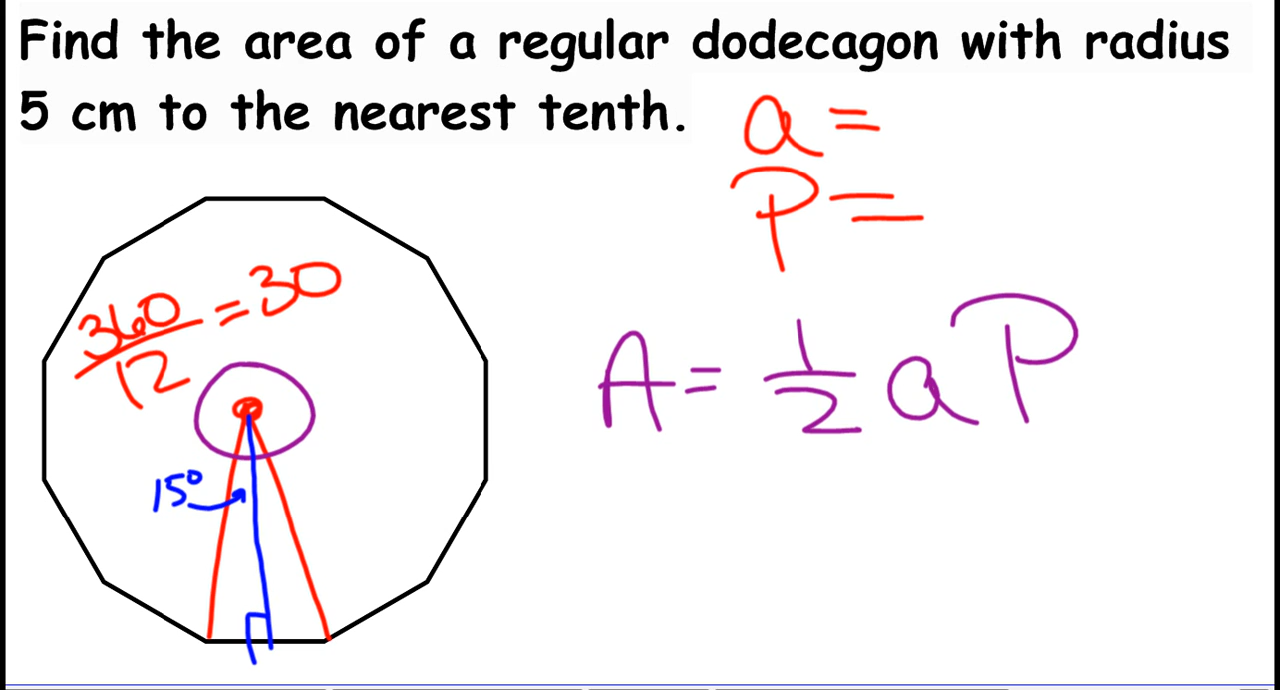 Find the area of a regular dodecagon with radius
5 cm to the nearest tenth.
a =
P =
360/12 = 30
A = 1/2 a P
15°